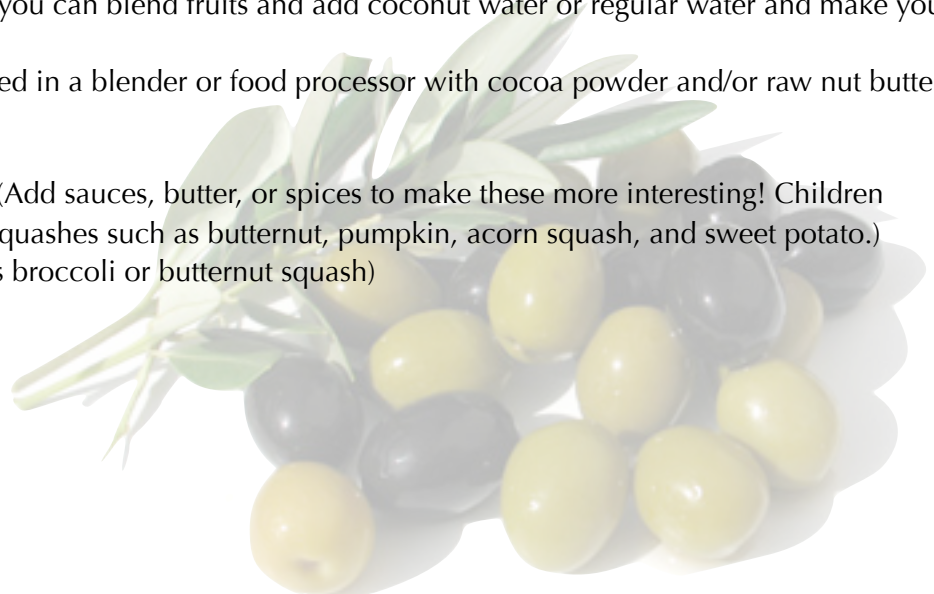 you can blend fruits and add coconut water or regular water and make you
ed in a blender or food processor with cocoa powder and/or raw nut butte
(Add sauces, butter, or spices to make these more interesting! Children
quashes such as butternut, pumpkin, acorn squash, and sweet potato.)
s broccoli or butternut squash)